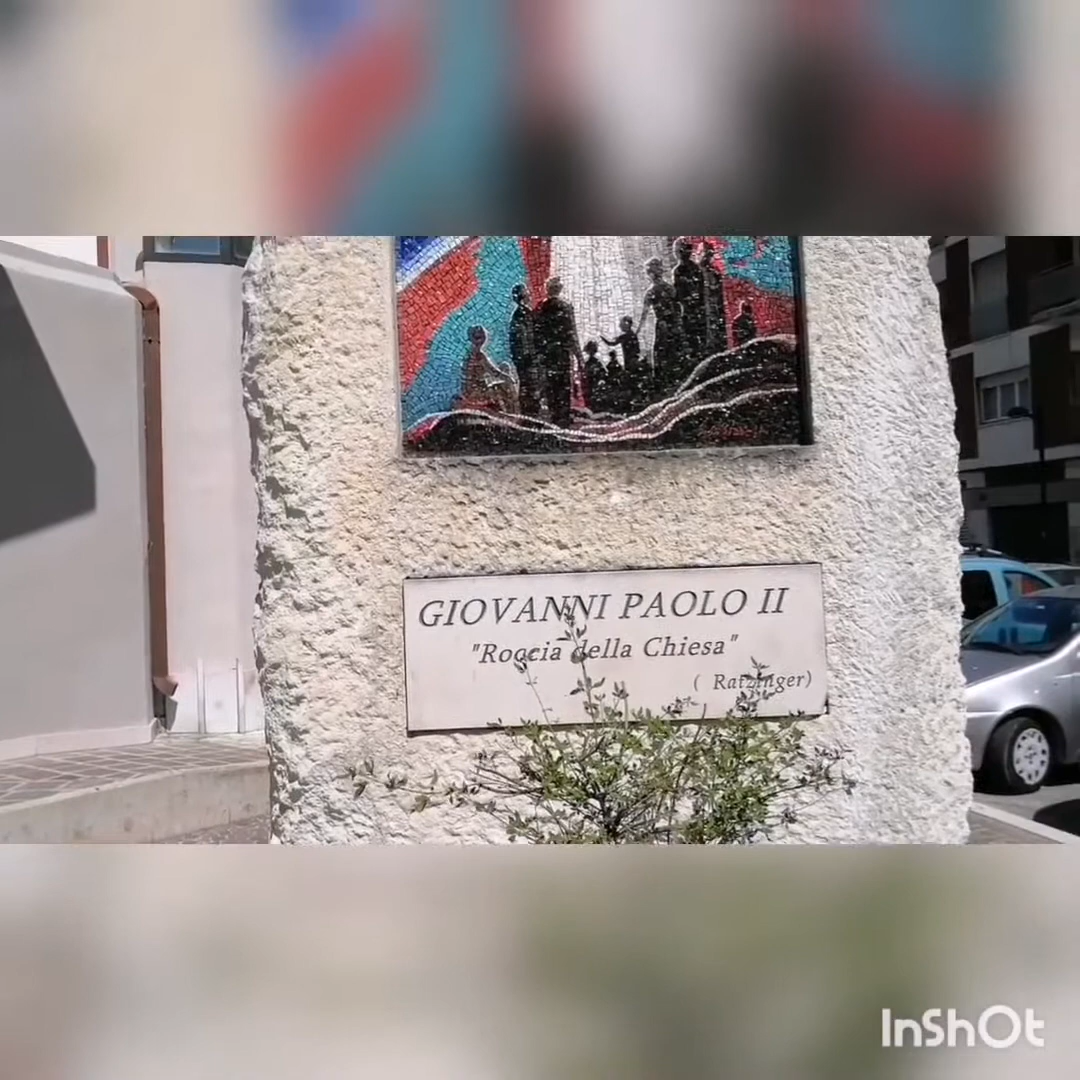 GIOVANNI PAOLO II
"Roccia della Chiesa"
( Ratzinger)
InShOt